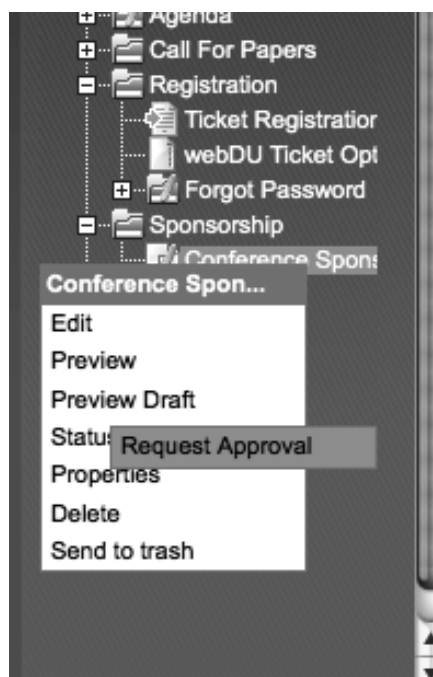 Agenda
Call For Papers
Registration
Ticket Registration
webDU Ticket Opt
Forgot Password
Sponsorship
Conference Spons
Conference Spon...
Edit
Preview
Preview Draft
Status
Request Approval
Properties
Delete
Send to trash